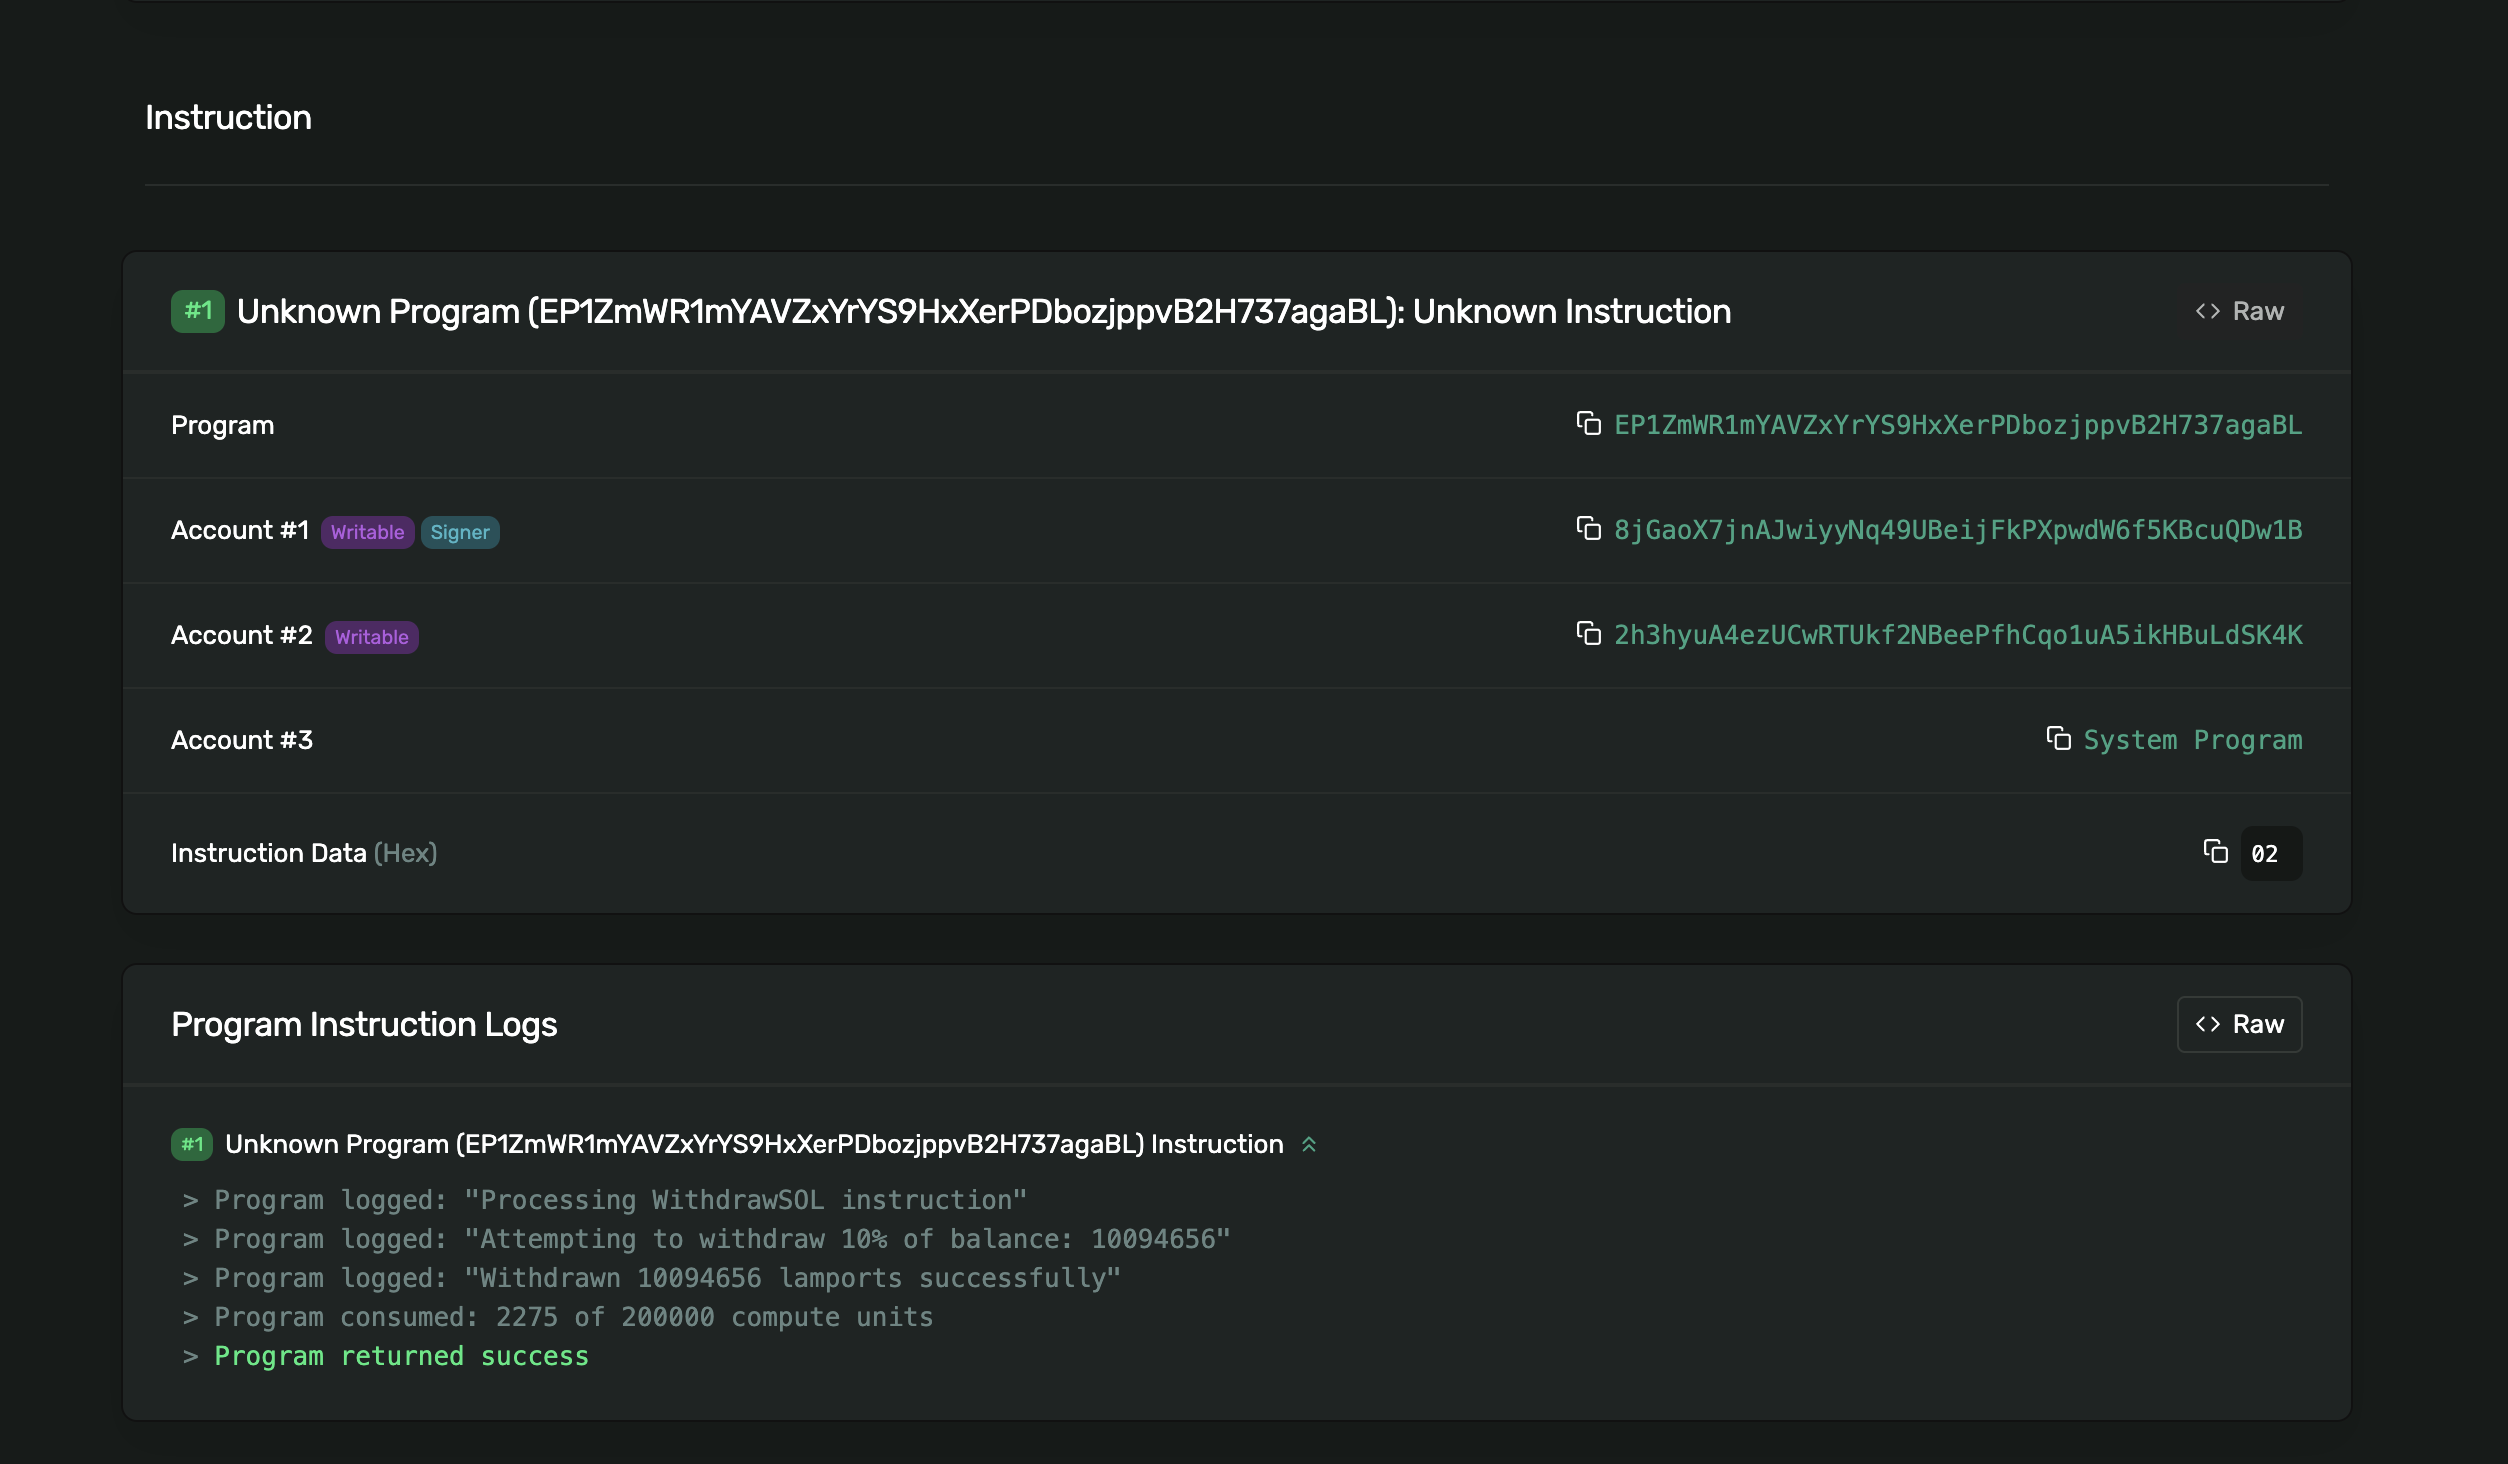 Instruction
#1 Unknown Program (EP1ZmWR1mYAVZxYrYS9HxXerPDbozjppvB2H737agaBL): Unknown Instruction
<> Raw
Program
EP1ZmWR1mYAVZxYrYS9HxXerPDbozjppvB2H737agaBL
Account #1 Writable Signer
8jGaoX7jnAJwiyyNq49UBeijFkPXpwdW6f5KBcuQDw1B
Account #2 Writable
2h3hyuA4ezUCwRTUkf2NBeePfhCqo1uA5ikHBuLdSK4K
Account #3
System Program
Instruction Data (Hex)
02
Program Instruction Logs
<> Raw
#1 Unknown Program (EP1ZmWR1mYAVZxYrYS9HxXerPDbozjppvB2H737agaBL) Instruction
> Program logged: "Processing WithdrawSOL instruction"
> Program logged: "Attempting to withdraw 10% of balance: 10094656"
> Program logged: "Withdrawn 10094656 lamports successfully"
> Program consumed: 2275 of 200000 compute units
> Program returned success